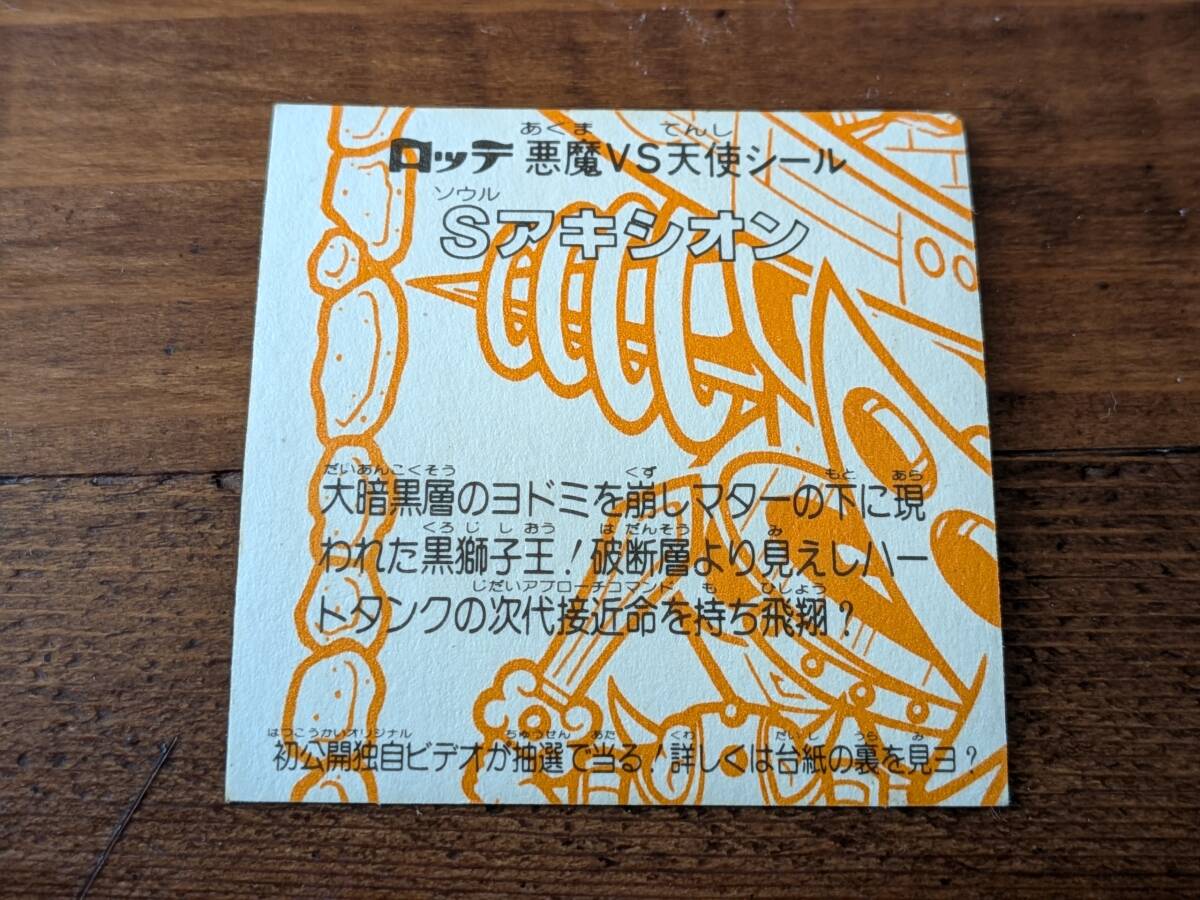 あくま てんし
ロッテ 悪魔VS天使シール
ソウル
Sアキシオン
だいあんこくそう くず もと あら
大暗黒層のヨドミを崩しマターの下に現
くろじしおう はだんそう み
われた黒獅子王!破断層より見えしハー
じだいアプローチコマンド も ひしょう
トタンクの次代接近命を持ち飛翔?
はつこうかいオリジナル ちゅうせん あた くわ だいし うら み
初公開独自ビデオが抽選で当る!詳しくは台紙の裏を見ヨ?